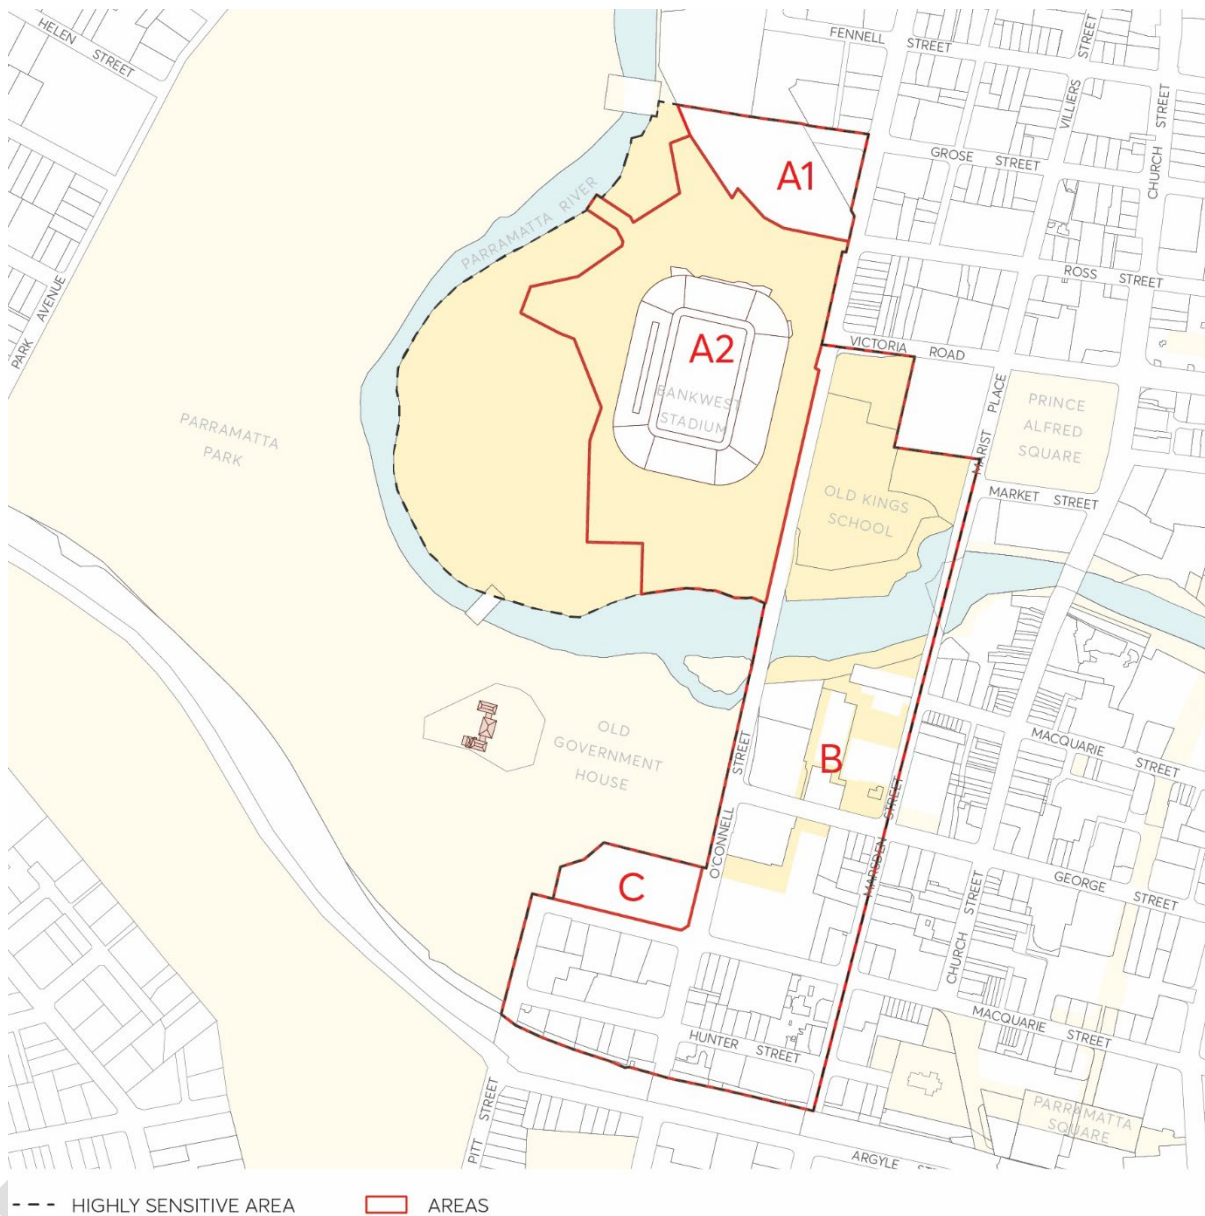 HELEN STREET
FENNELL STREET
VILLIERS STREET
CHURCH STREET
GROSE STREET
A1
PARRAMATTA RIVER
ROSS STREET
PARK AVENUE
VICTORIA ROAD
A2
BANKWEST
STADIUM
MARIST PLACE
PRINCE
ALFRED
SQUARE
PARRAMATTA
PARK
OLD KINGS
SCHOOL
MARKET STREET
OLD
GOVERNMENT
HOUSE
O'CONNELL STREET
B
MACQUARIE STREET
MARSDEN STREET
GEORGE STREET
C
CHURCH STREET
MACQUARIE STREET
HUNTER STREET
PITT STREET
PARRAMATTA
SQUARE
ARGYLE
HIGHLY SENSITIVE AREA
AREAS